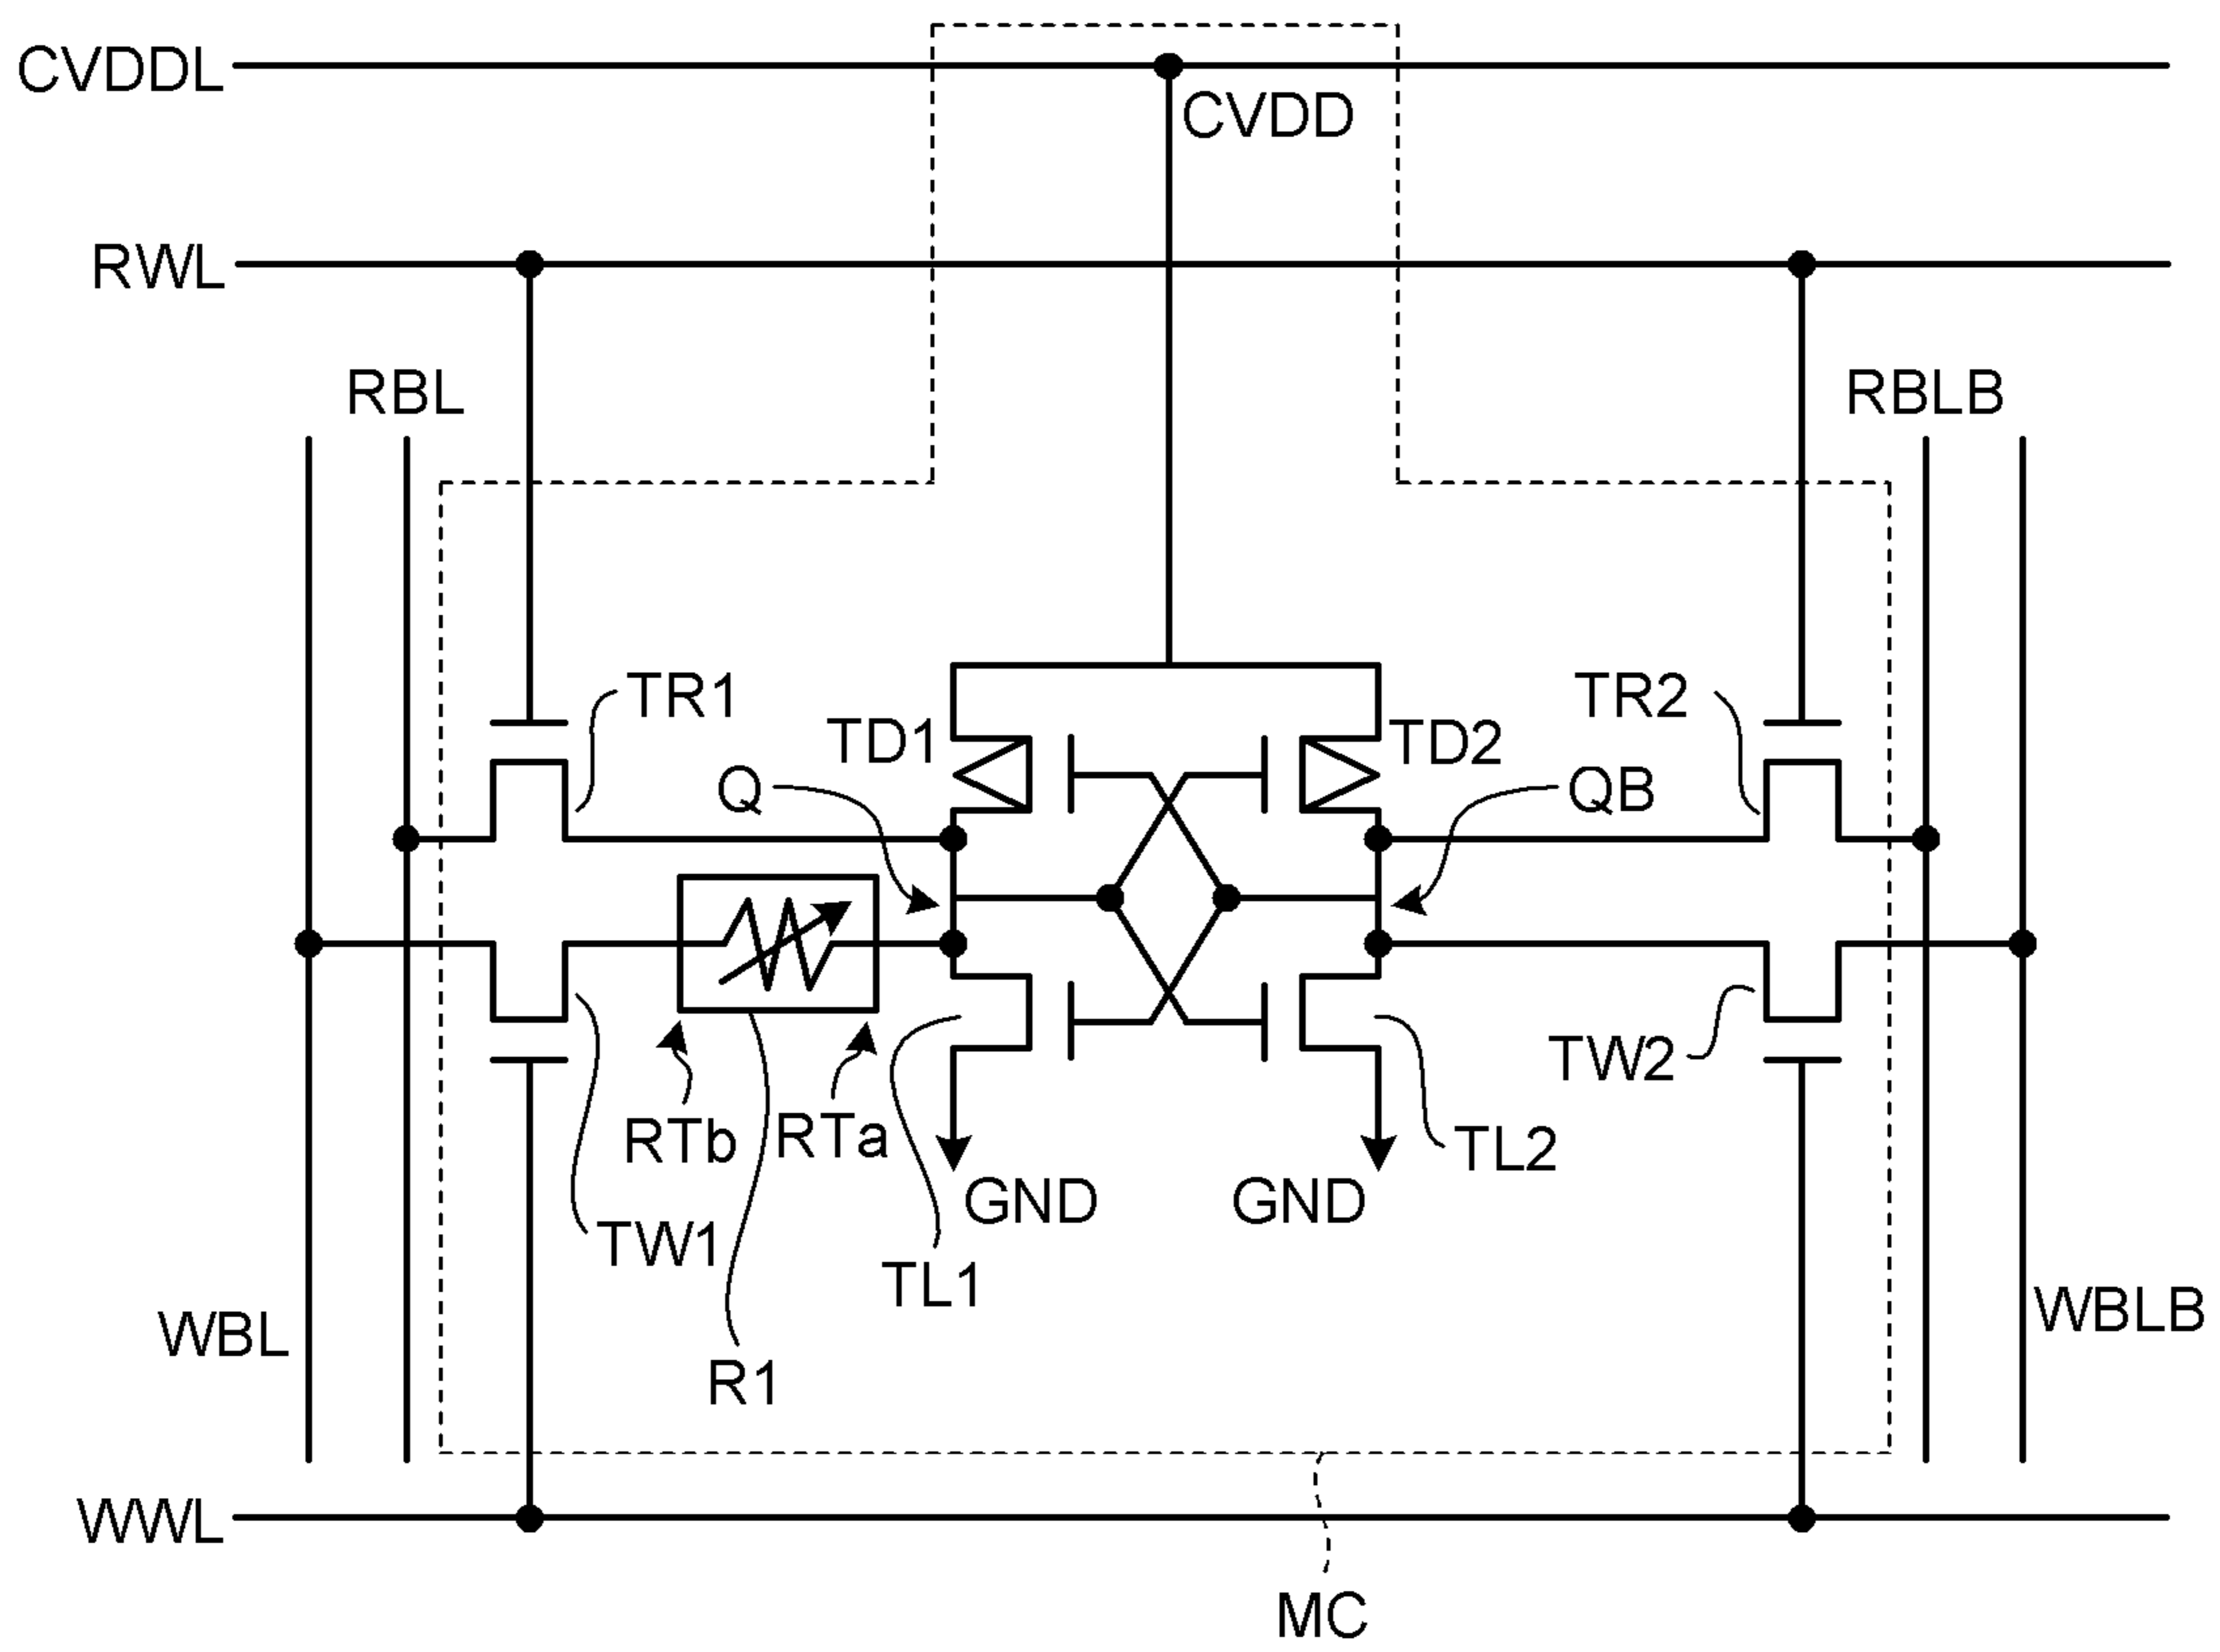 CVDDL
CVDD
RWL
RBL
RBLB
TR1
TR2
TD1
TD2
Q
QB
TW2
RTb
RTa
TL2
GND
GND
TW1
TL1
WBL
WBLB
R1
WWL
MC